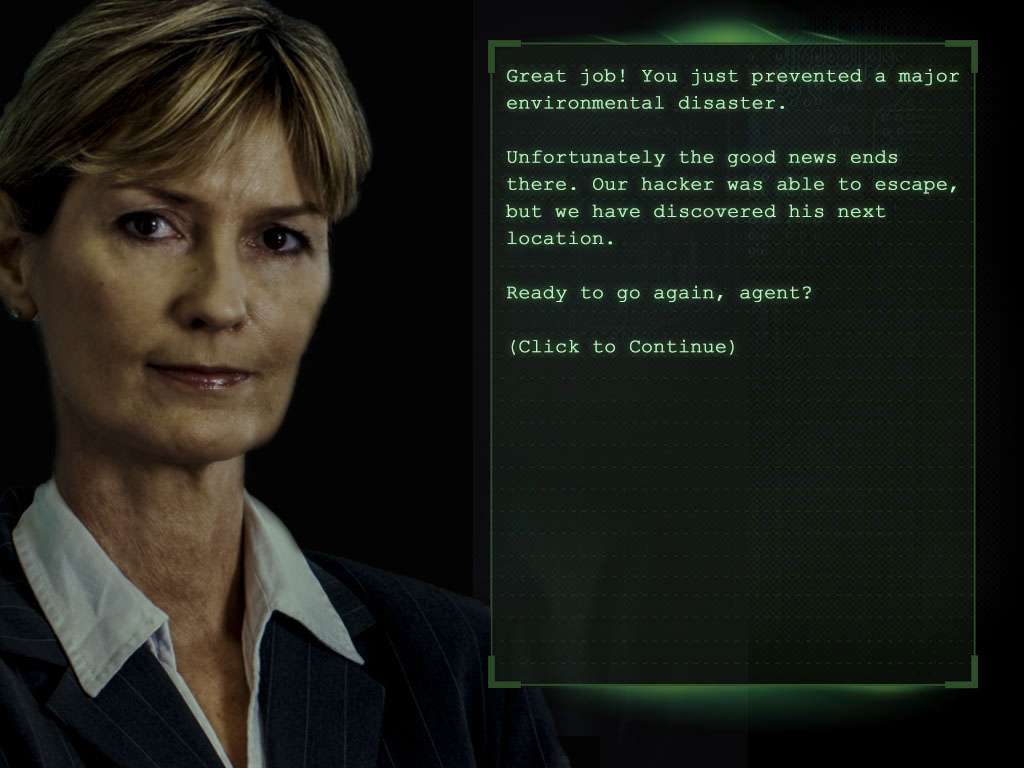 Great job! You just prevented a major
environmental disaster.
Unfortunately the good news ends
there. Our hacker was able to escape,
but we have discovered his next
location.
Ready to go again, agent?
(Click to Continue)